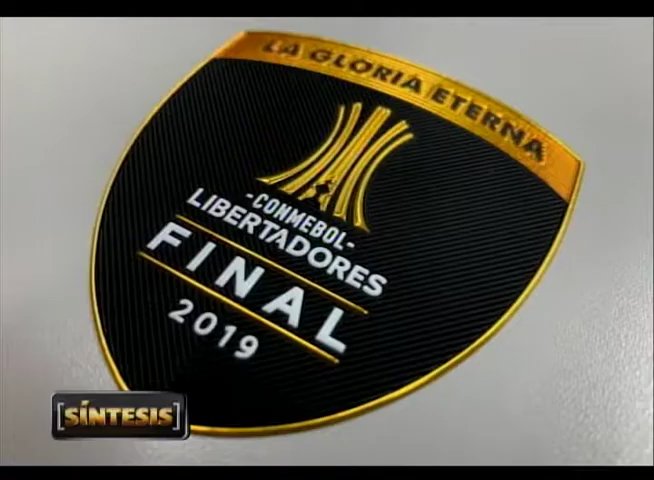 LA GLORIA ETERNA
-CONMEBOL-
LIBERTADORES
FINAL
2019
[SÍNTESIS]